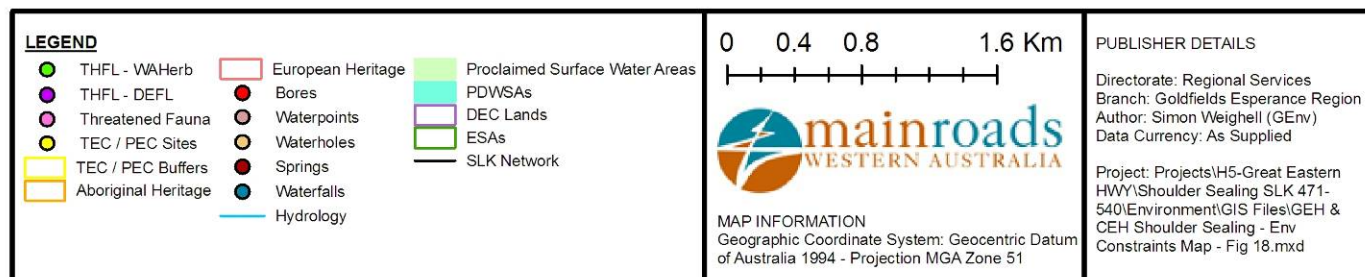 LEGEND
THFL - WAHerb
THFL - DEFL
Threatened Fauna
TEC / PEC Sites
TEC / PEC Buffers
Aboriginal Heritage
European Heritage
Bores
Waterpoints
Waterholes
Springs
Waterfalls
Hydrology
Proclaimed Surface Water Areas
PDWSAs
DEC Lands
ESAs
SLK Network
0 0.4 0.8 1.6 Km
mainroads
WESTERN AUSTRALIA
MAP INFORMATION
Geographic Coordinate System: Geocentric Datum
of Australia 1994 - Projection MGA Zone 51
PUBLISHER DETAILS
Directorate: Regional Services
Branch: Goldfields Esperance Region
Author: Simon Weighell (GEnv)
Data Currency: As Supplied
Project: Projects\H5-Great Eastern
HWY\Shoulder Sealing SLK 471-
540\Environment\GIS Files\GEH &
CEH Shoulder Sealing - Env
Constraints Map - Fig 18.mxd